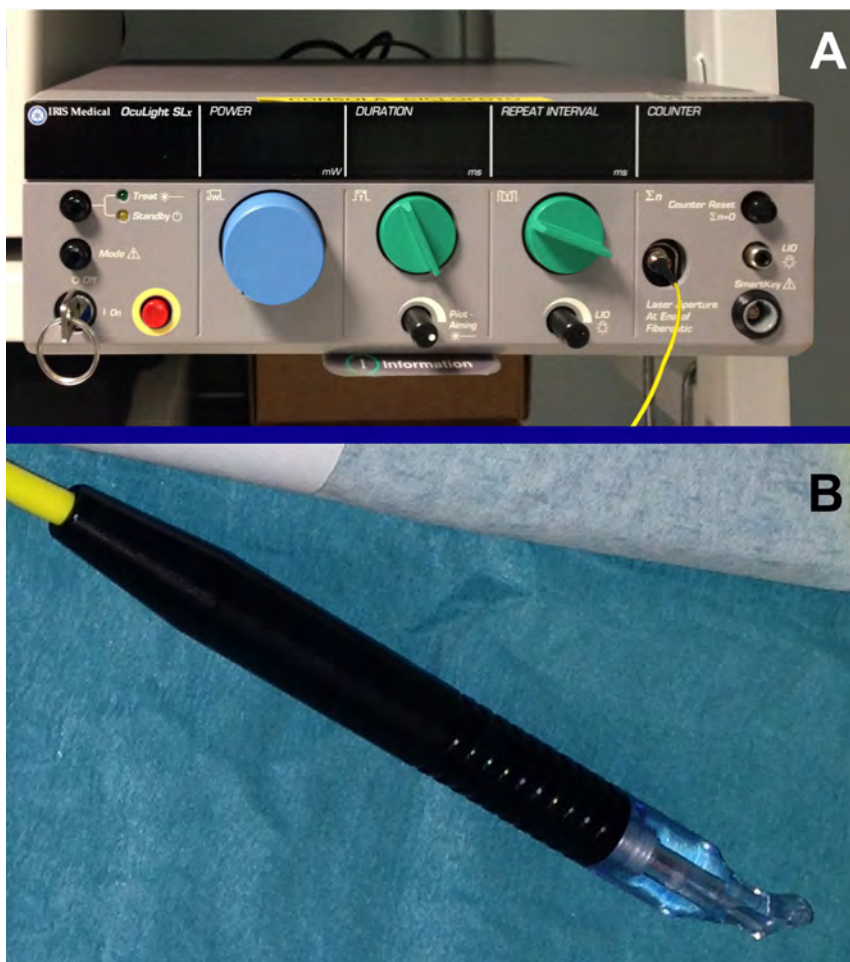 A
IRIS Medical OcuLight SLx
POWER
DURATION
REPEAT INTERVAL
COUNTER
mW
ms
ms
Treat
Standby
Mode
Off
On
Pilot -
Aiming
LIO
Σn
Counter Reset
Σn=0
LIO
SmartKey
Laser Aperture
At End of
Fiberoptic
i Information
B